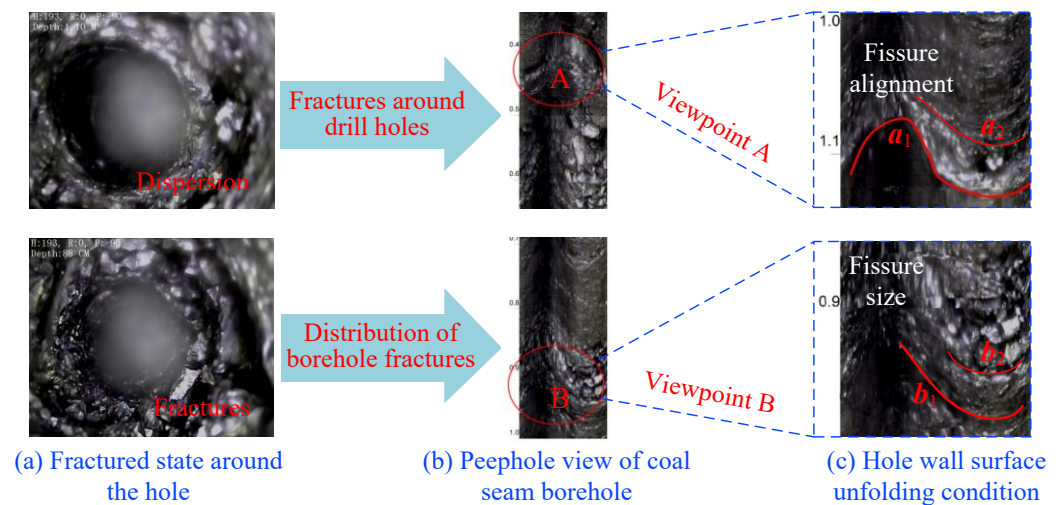 H:193, R:0, P:-90
Depth:1.10 M
Dispersion
Fractures around
drill holes
0.4
A
0.5
0.6
Viewpoint A
1.0
Fissure
alignment
a₁
a₂
1.1
H:193, R:0, P:-90
Depth:88 CM
Fractures
Distribution of
borehole fractures
0.7
0.8
0.9
B
1.0
Viewpoint B
Fissure
size
0.9
b₂
b₁
(a) Fractured state around
the hole
(b) Peephole view of coal
seam borehole
(c) Hole wall surface
unfolding condition